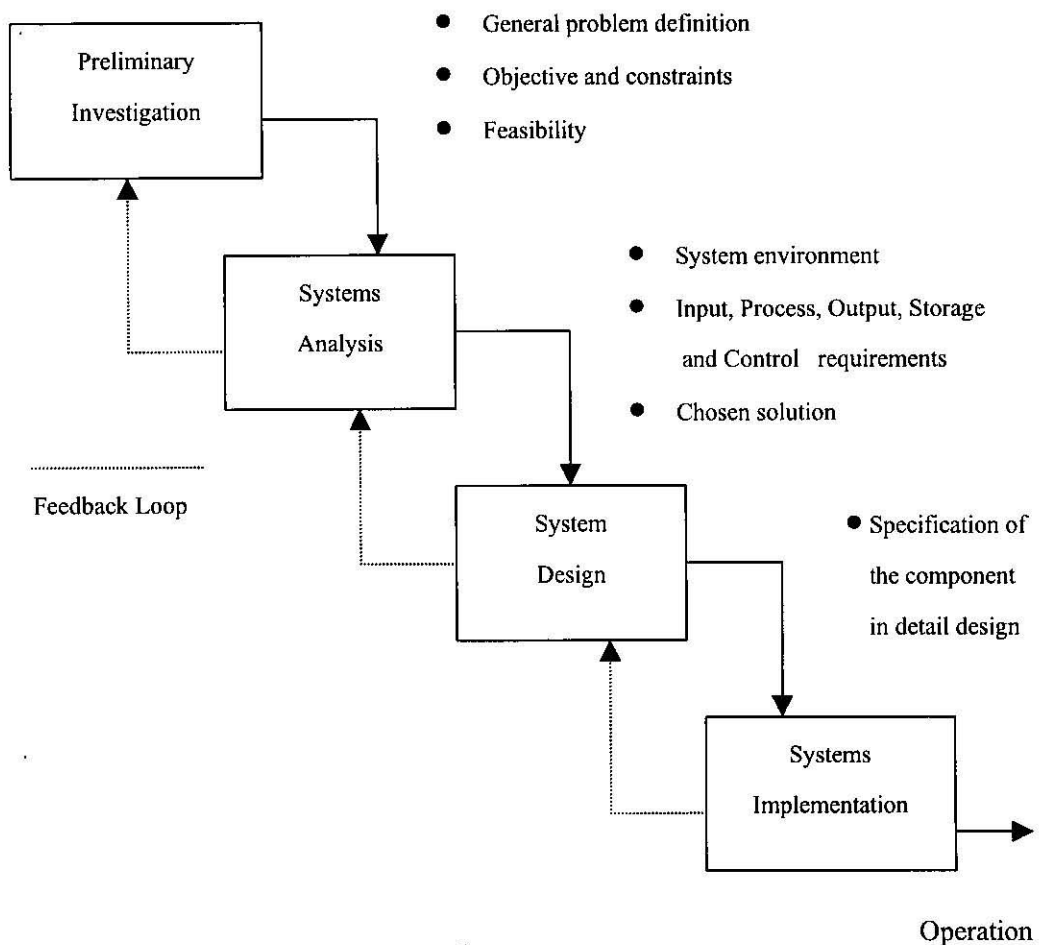 Preliminary
Investigation
● General problem definition
● Objective and constraints
● Feasibility
Systems
Analysis
● System environment
● Input, Process, Output, Storage
and Control requirements
● Chosen solution
Feedback Loop
System
Design
● Specification of
the component
in detail design
Systems
Implementation
Operation